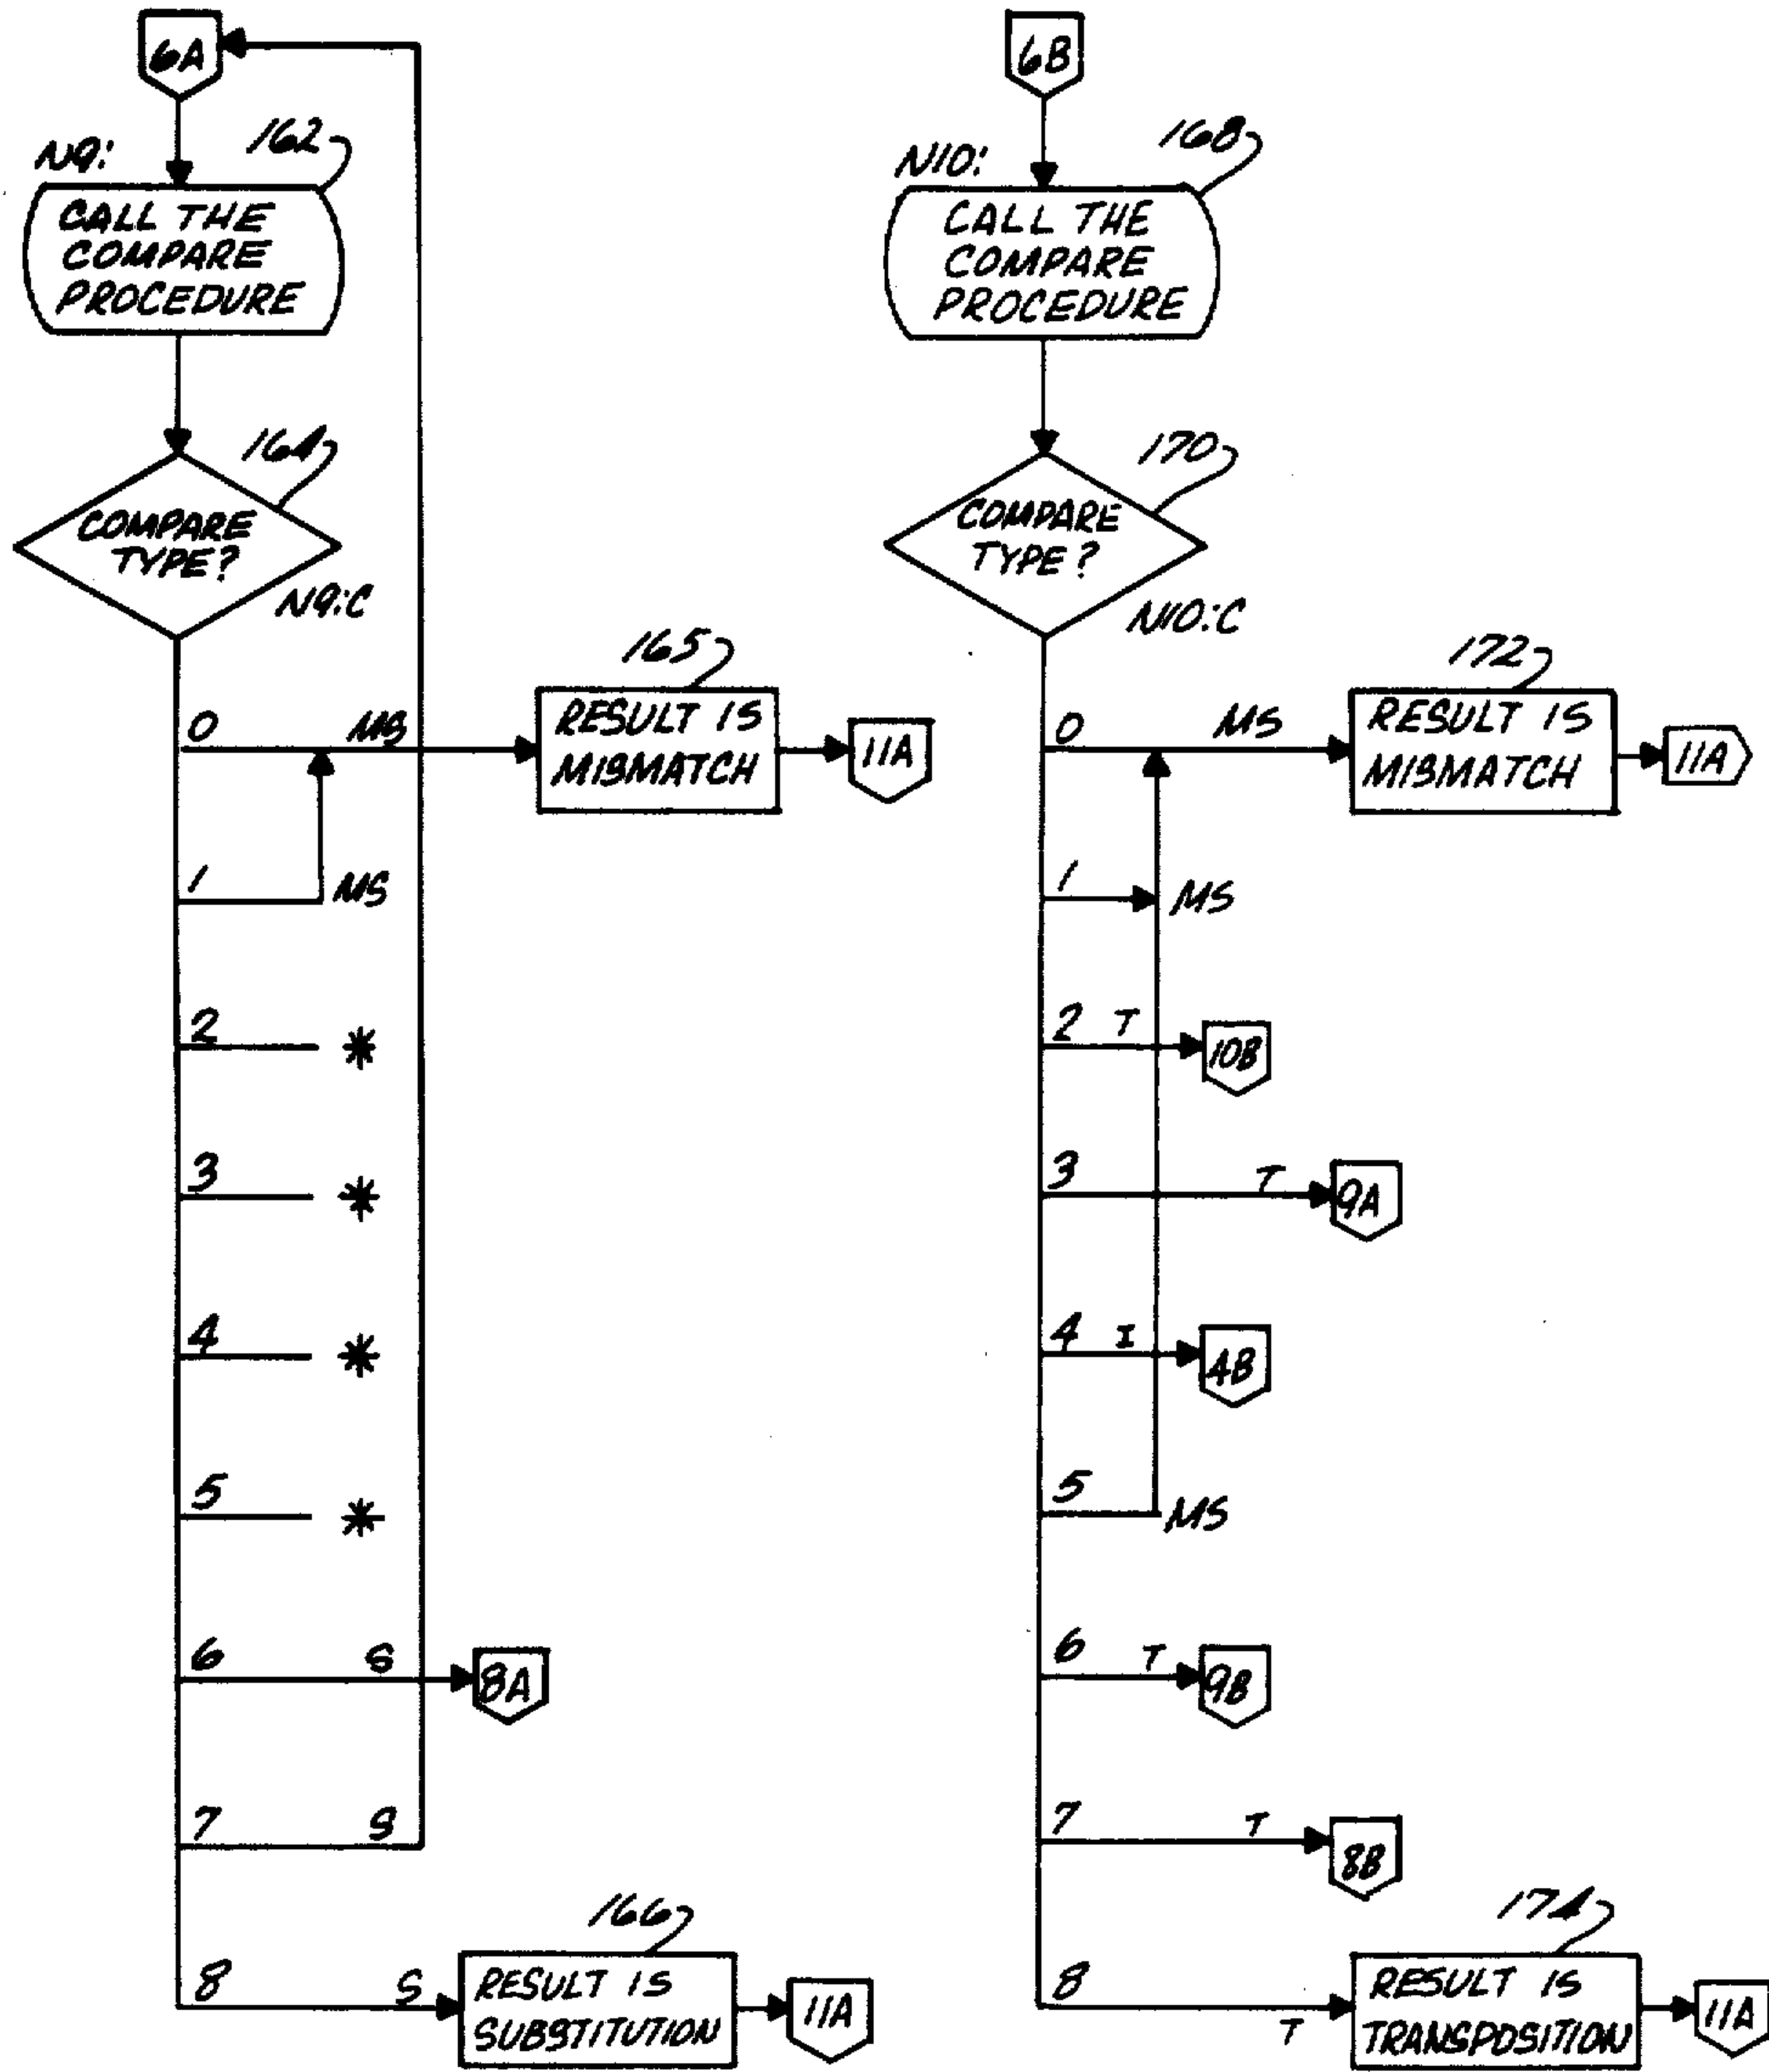 6A
N9:
162
CALL THE
COMPARE
PROCEDURE
164
COMPARE
TYPE?
N9:C
0 MS
165
RESULT IS
MISMATCH
11A
1 MS
2 *
3 *
4 *
5 *
6 S
8A
7 S
8 S
166
RESULT IS
SUBSTITUTION
11A
6B
N10:
168
CALL THE
COMPARE
PROCEDURE
170
COMPARE
TYPE?
N10:C
0 MS
172
RESULT IS
MISMATCH
11A
1 MS
2 T
10B
3 T
9A
4 I
4B
5 MS
6 T
9B
7 T
8B
8 T
174
RESULT IS
TRANSPOSITION
11A